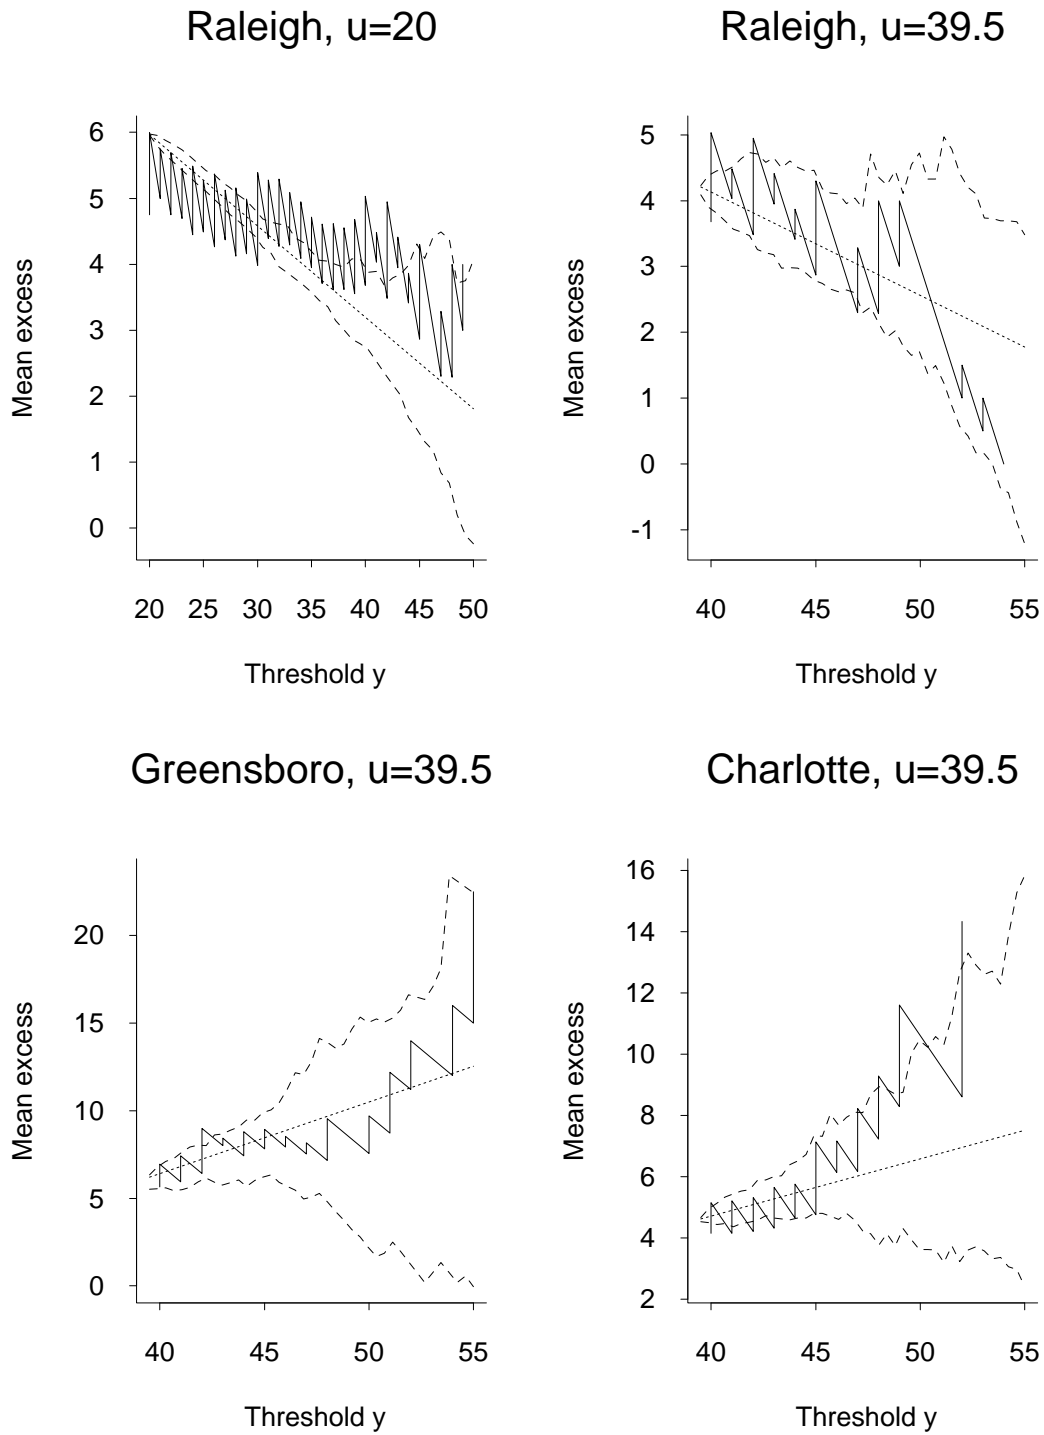 Raleigh, u=20
Mean excess
6
5
4
3
2
1
0
20 25 30 35 40 45 50
Threshold y
Raleigh, u=39.5
Mean excess
5
4
3
2
1
0
-1
40 45 50 55
Threshold y
Greensboro, u=39.5
Mean excess
20
15
10
5
0
40 45 50 55
Threshold y
Charlotte, u=39.5
Mean excess
16
14
12
10
8
6
4
2
40 45 50 55
Threshold y